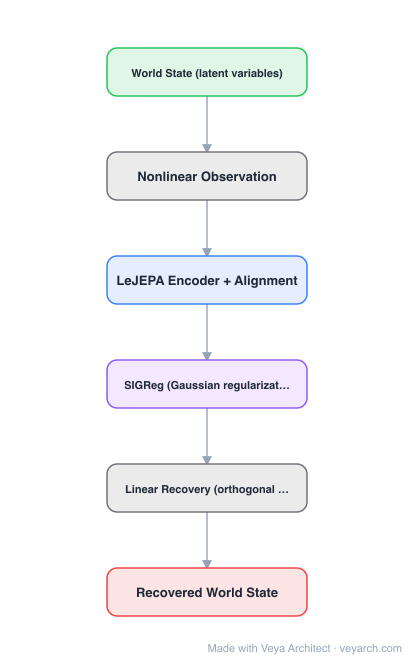 World State (latent variables)
Nonlinear Observation
LeJEPA Encoder + Alignment
SIGReg (Gaussian regularizat…
Linear Recovery (orthogonal …
Recovered World State
Made with Veya Architect · veyarch.com